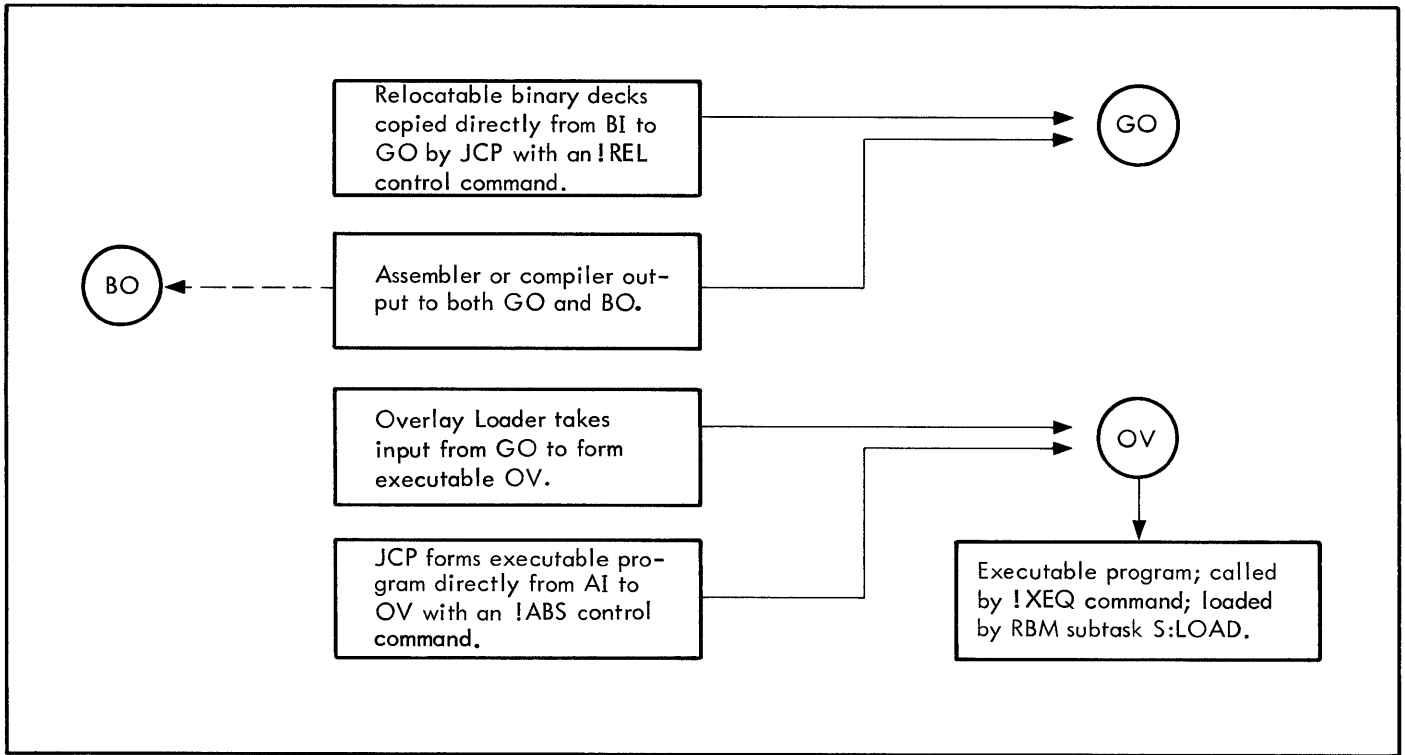 Relocatable binary decks
copied directly from BI to
GO by JCP with an !REL
control command.
GO
BO
Assembler or compiler out-
put to both GO and BO.
Overlay Loader takes
input from GO to form
executable OV.
OV
JCP forms executable pro-
gram directly from AI to
OV with an !ABS control
command.
Executable program; called
by !XEQ command; loaded
by RBM subtask S:LOAD.